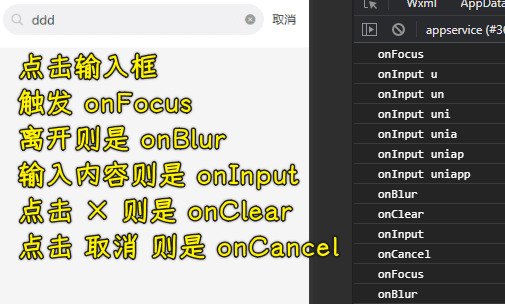 ddd
取消
点击输入框
触发 onFocus
离开则是 onBlur
输入内容则是 onInput
点击 × 则是 onClear
点击 取消 则是 onCancel
Wxml
AppData
appservice (#36
onFocus
onInput u
onInput un
onInput uni
onInput unia
onInput uniap
onInput uniapp
onBlur
onClear
onInput
onCancel
onFocus
onBlur